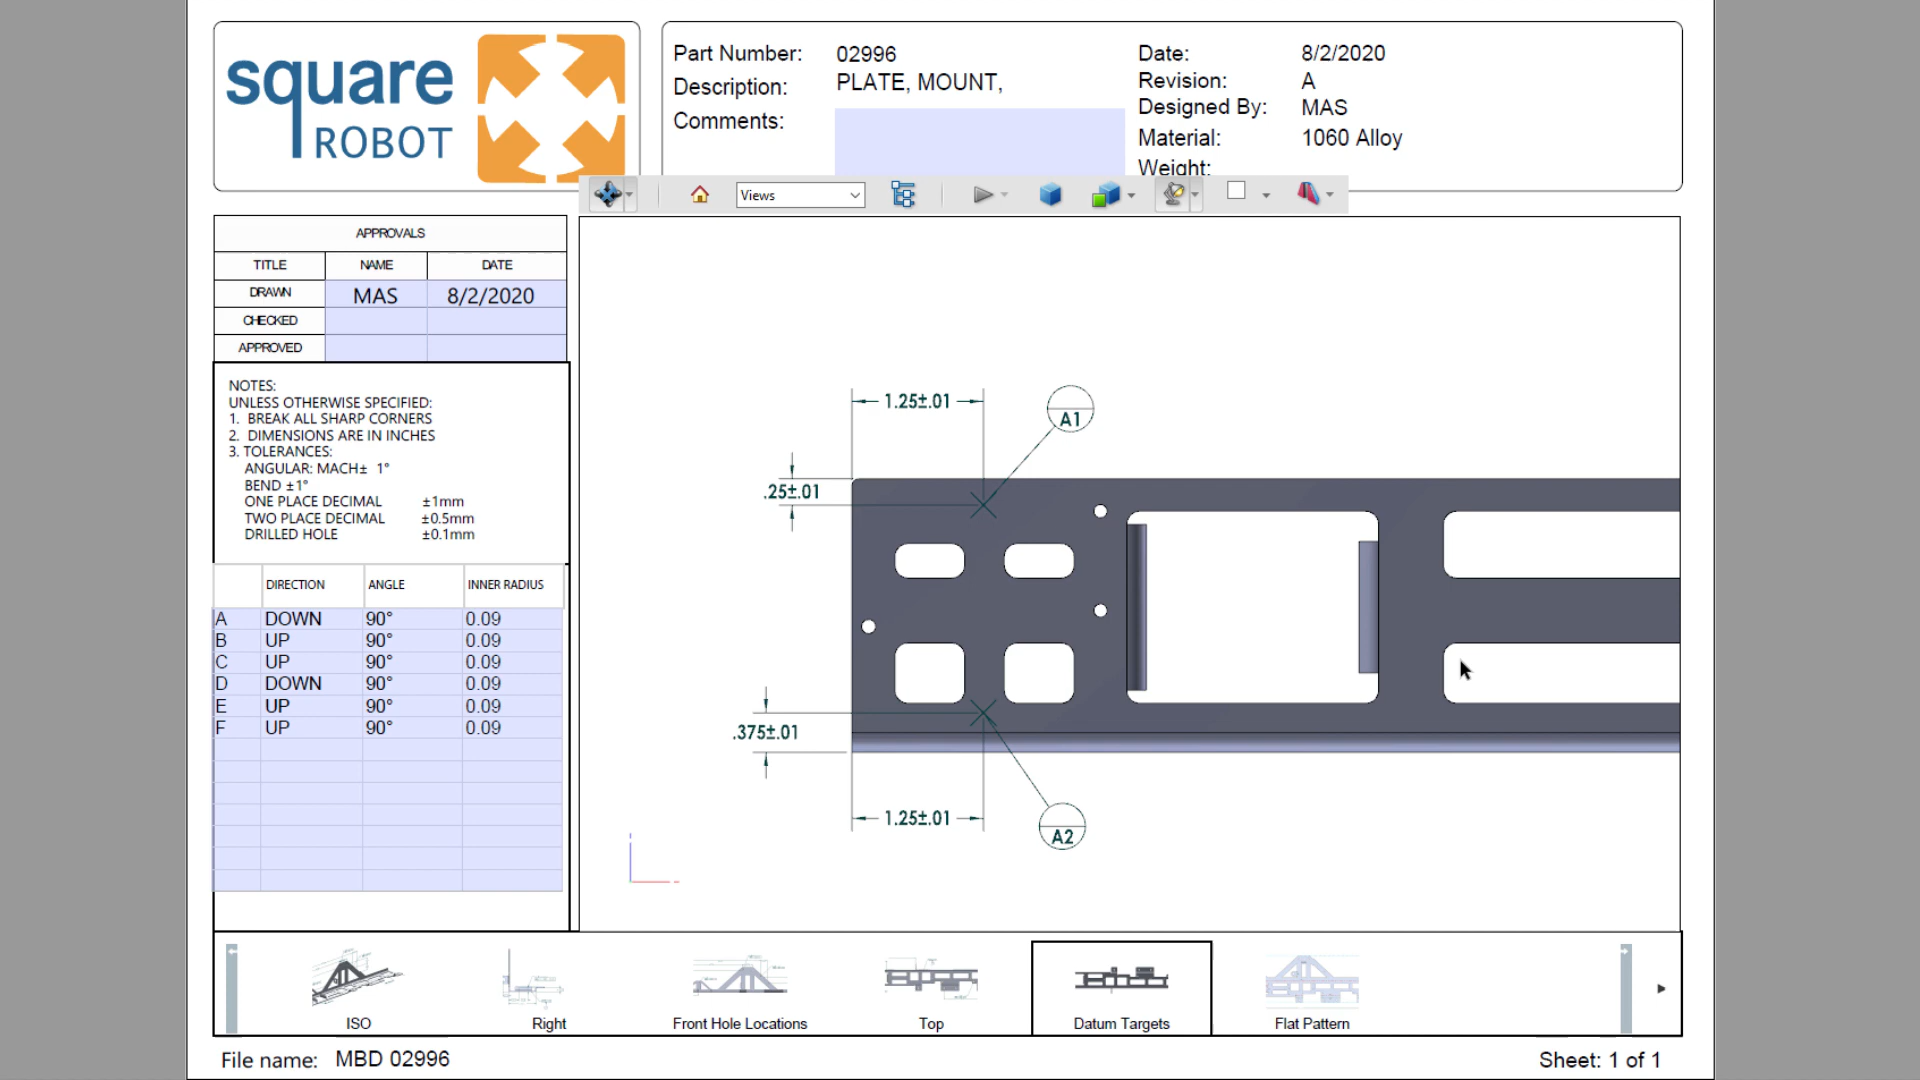 square
ROBOT
Part Number: 02996
Description: PLATE, MOUNT,
Comments:
Date: 8/2/2020
Revision: A
Designed By: MAS
Material: 1060 Alloy
Weight:
Views
APPROVALS
TITLE NAME DATE
DRAWN MAS 8/2/2020
CHECKED
APPROVED
NOTES:
UNLESS OTHERWISE SPECIFIED:
1. BREAK ALL SHARP CORNERS
2. DIMENSIONS ARE IN INCHES
3. TOLERANCES:
ANGULAR: MACH± 1°
BEND ±1°
ONE PLACE DECIMAL ±1mm
TWO PLACE DECIMAL ±0.5mm
DRILLED HOLE ±0.1mm
DIRECTION ANGLE INNER RADIUS
A DOWN 90° 0.09
B UP 90° 0.09
C UP 90° 0.09
D DOWN 90° 0.09
E UP 90° 0.09
F UP 90° 0.09
1.25±.01
A1
.25±.01
.375±.01
1.25±.01
A2
ISO
Right
Front Hole Locations
Top
Datum Targets
Flat Pattern
File name: MBD 02996
Sheet: 1 of 1